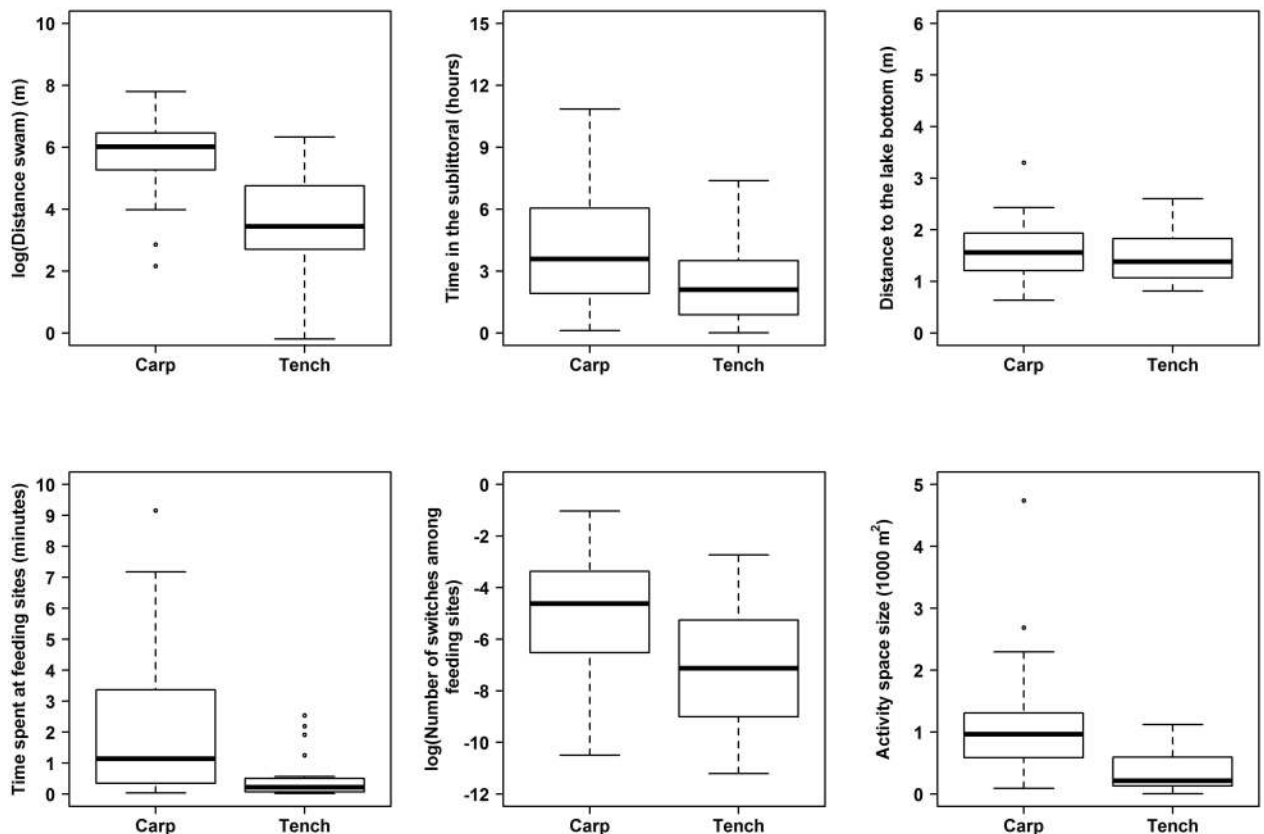 log(Distance swam) (m)
10
8
6
4
2
0
Carp
Tench
Time in the sublittoral (hours)
15
12
9
6
3
0
Carp
Tench
Distance to the lake bottom (m)
6
5
4
3
2
1
0
Carp
Tench
Time spent at feeding sites (minutes)
10
9
8
7
6
5
4
3
2
1
0
Carp
Tench
log(Number of switches among
feeding sites)
0
-2
-4
-6
-8
-10
-12
Carp
Tench
Activity space size (1000 m²)
5
4
3
2
1
0
Carp
Tench